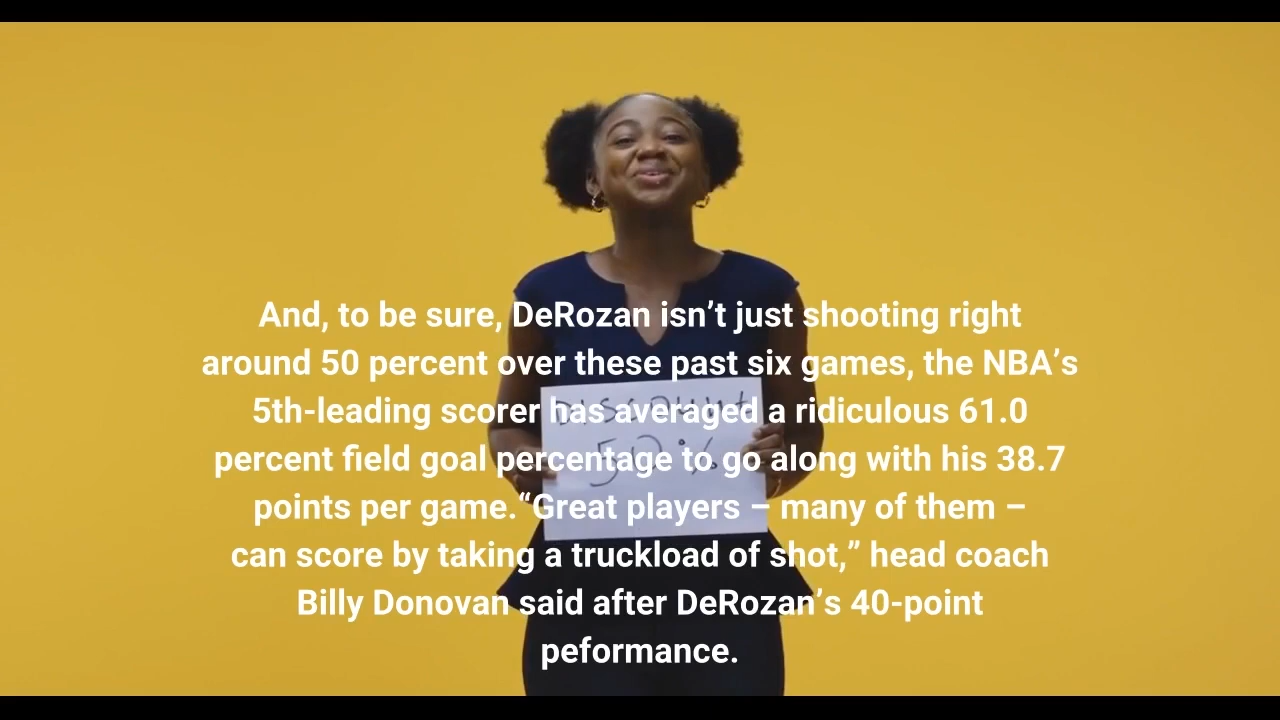 And, to be sure, DeRozan isn’t just shooting right
around 50 percent over these past six games, the NBA’s
5th-leading scorer has averaged a ridiculous 61.0
percent field goal percentage to go along with his 38.7
points per game.“Great players – many of them –
can score by taking a truckload of shot,” head coach
Billy Donovan said after DeRozan’s 40-point
peformance.
DISCOUNT
50%